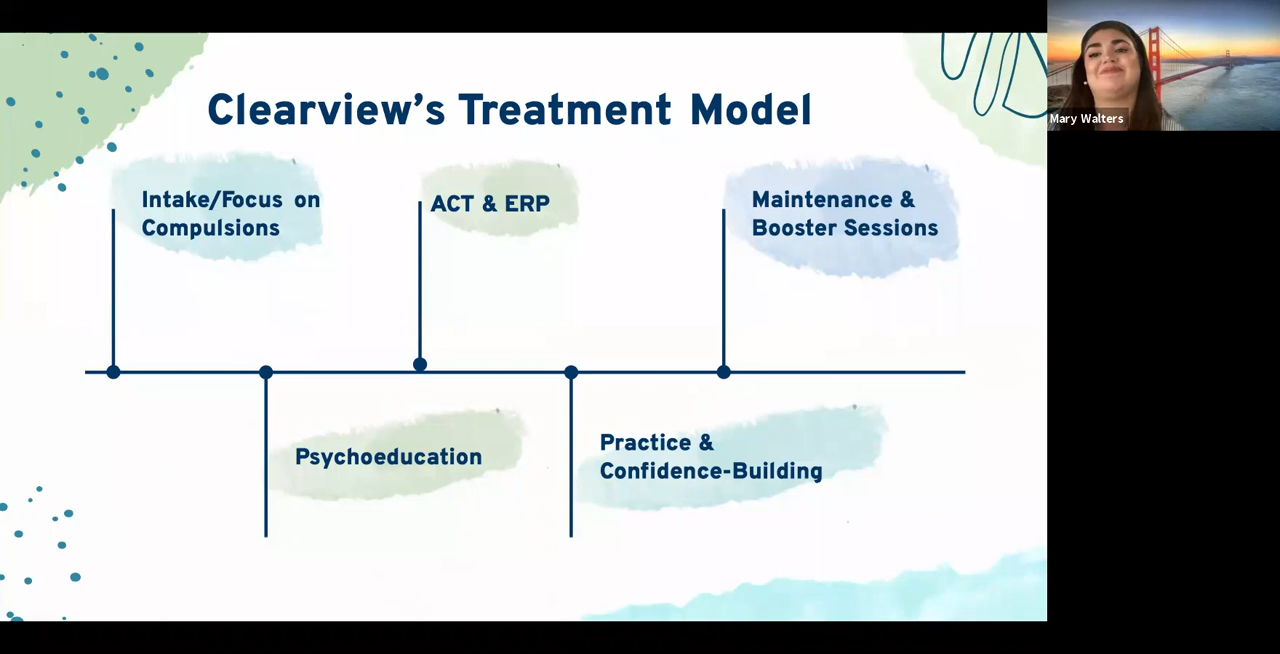 Clearview's Treatment Model
Intake/Focus on
Compulsions
ACT & ERP
Maintenance &
Booster Sessions
Psychoeducation
Practice &
Confidence-Building
Mary Walters